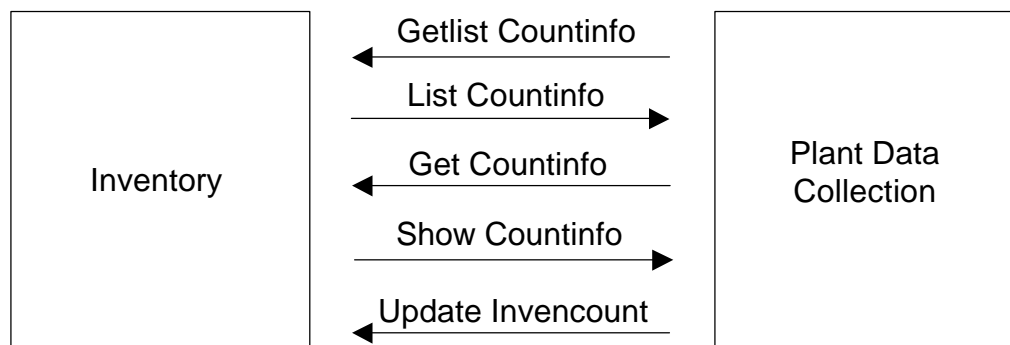 Getlist Countinfo
List Countinfo
Get Countinfo
Show Countinfo
Update Invencount
Inventory
Plant Data
Collection